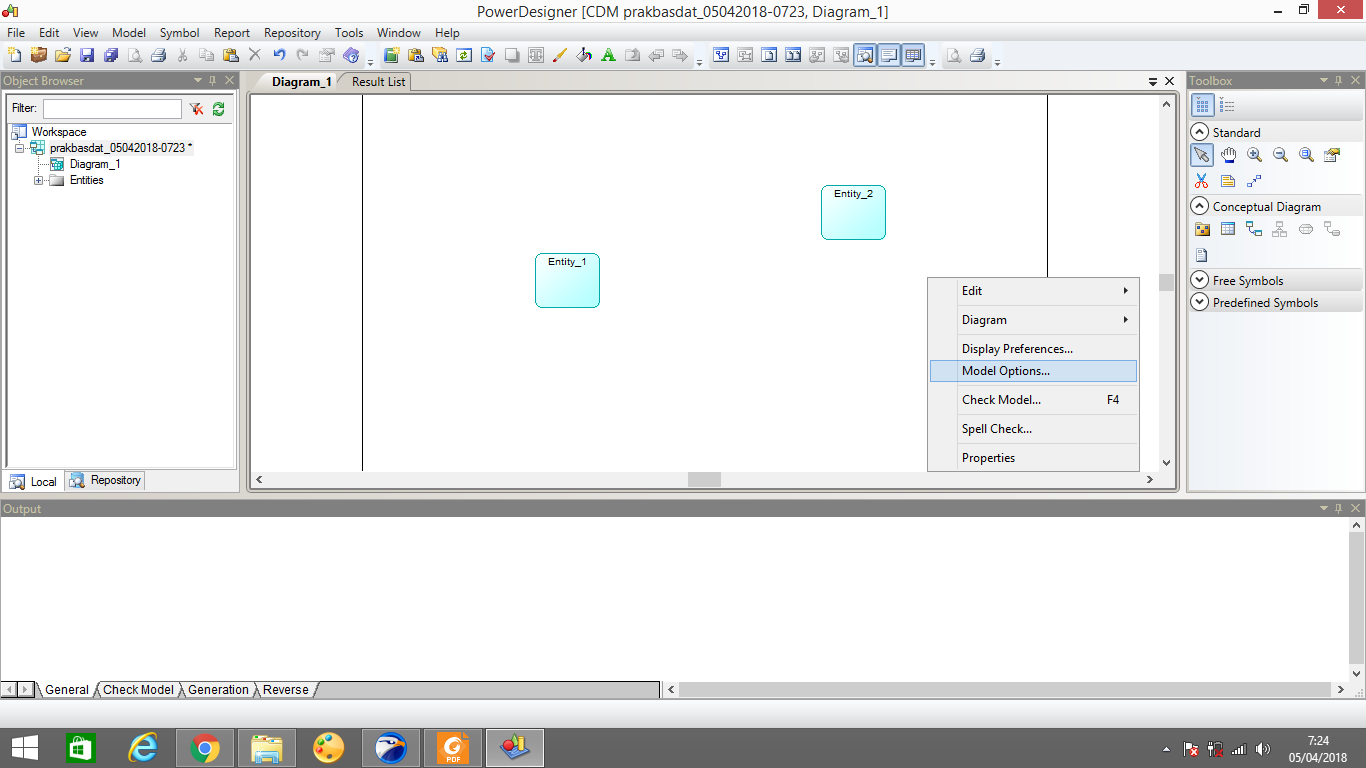 PowerDesigner [CDM prakbasdat_05042018-0723, Diagram_1]
File Edit View Model Symbol Report Repository Tools Window Help
Object Browser
Diagram_1 Result List
Toolbox
Filter:
Workspace
prakbasdat_05042018-0723 *
Diagram_1
Entities
Local Repository
Entity_2
Entity_1
Edit
Diagram
Display Preferences...
Model Options...
Check Model... F4
Spell Check...
Properties
Standard
Conceptual Diagram
Free Symbols
Predefined Symbols
Output
General Check Model Generation Reverse
PDF
7:24
05/04/2018